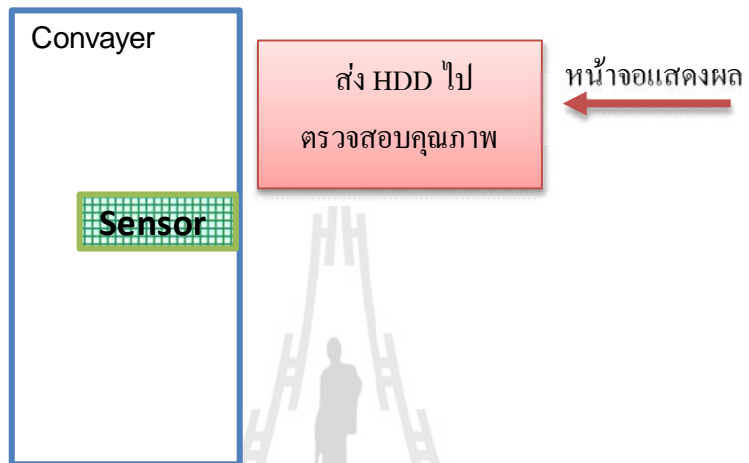 Convayer
ส่ง HDD ไป
ตรวจสอบคุณภาพ
หน้าจอแสดงผล
Sensor